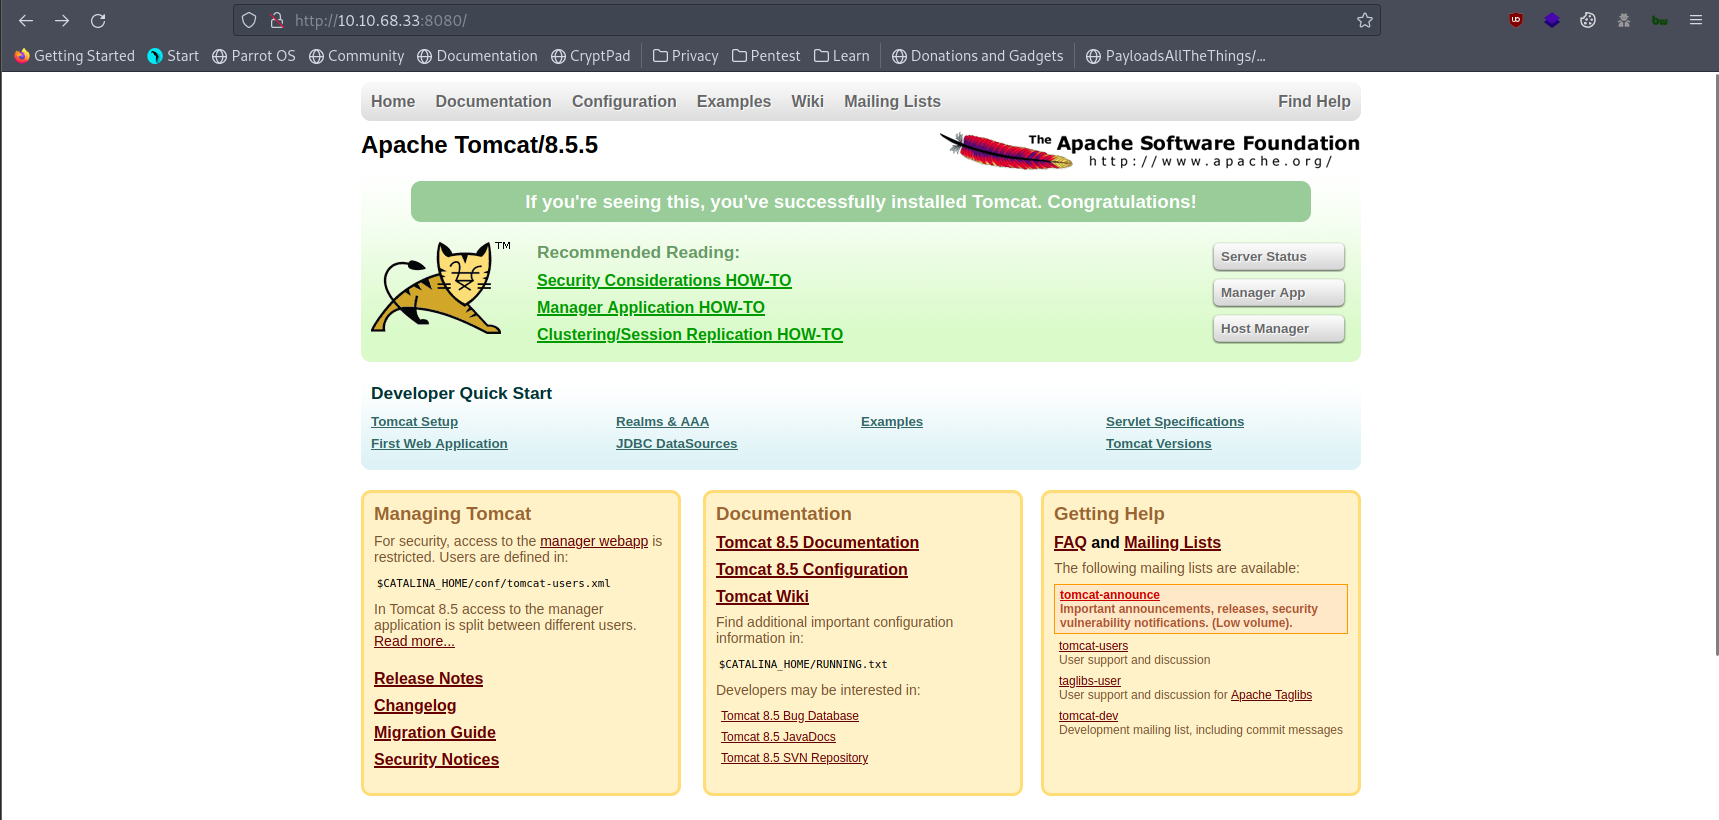 http://10.10.68.33:8080/
Getting Started Start Parrot OS Community Documentation CryptPad Privacy Pentest Learn Donations and Gadgets PayloadsAllTheThings/...
Home Documentation Configuration Examples Wiki Mailing Lists Find Help
Apache Tomcat/8.5.5
The Apache Software Foundation
http://www.apache.org/
If you're seeing this, you've successfully installed Tomcat. Congratulations!
TM
Recommended Reading:
Security Considerations HOW-TO
Manager Application HOW-TO
Clustering/Session Replication HOW-TO
Server Status
Manager App
Host Manager
Developer Quick Start
Tomcat Setup Realms & AAA Examples Servlet Specifications
First Web Application JDBC DataSources Tomcat Versions
Managing Tomcat
For security, access to the manager webapp is
restricted. Users are defined in:
$CATALINA_HOME/conf/tomcat-users.xml
In Tomcat 8.5 access to the manager
application is split between different users.
Read more...
Release Notes
Changelog
Migration Guide
Security Notices
Documentation
Tomcat 8.5 Documentation
Tomcat 8.5 Configuration
Tomcat Wiki
Find additional important configuration
information in:
$CATALINA_HOME/RUNNING.txt
Developers may be interested in:
Tomcat 8.5 Bug Database
Tomcat 8.5 JavaDocs
Tomcat 8.5 SVN Repository
Getting Help
FAQ and Mailing Lists
The following mailing lists are available:
tomcat-announce
Important announcements, releases, security
vulnerability notifications. (Low volume).
tomcat-users
User support and discussion
taglibs-user
User support and discussion for Apache Taglibs
tomcat-dev
Development mailing list, including commit messages